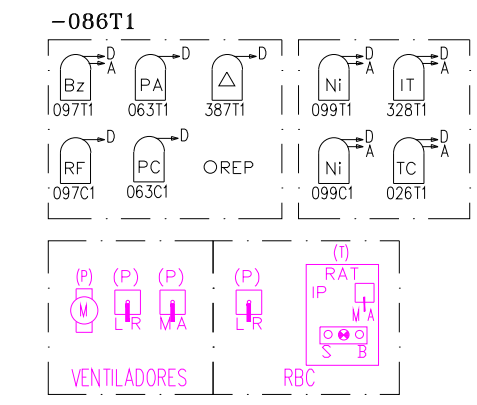 -086T1
D D D D
A A A
Bz PA △ Ni IT
097T1 063T1 387T1 099T1 328T1
D D D D
A A
RF PC OREP Ni TC
097C1 063C1 099C1 026T1
(T)
(P) (P) (P) (P) RAT
IP
M
L R M A L R M A
S B
VENTILADORES RBC